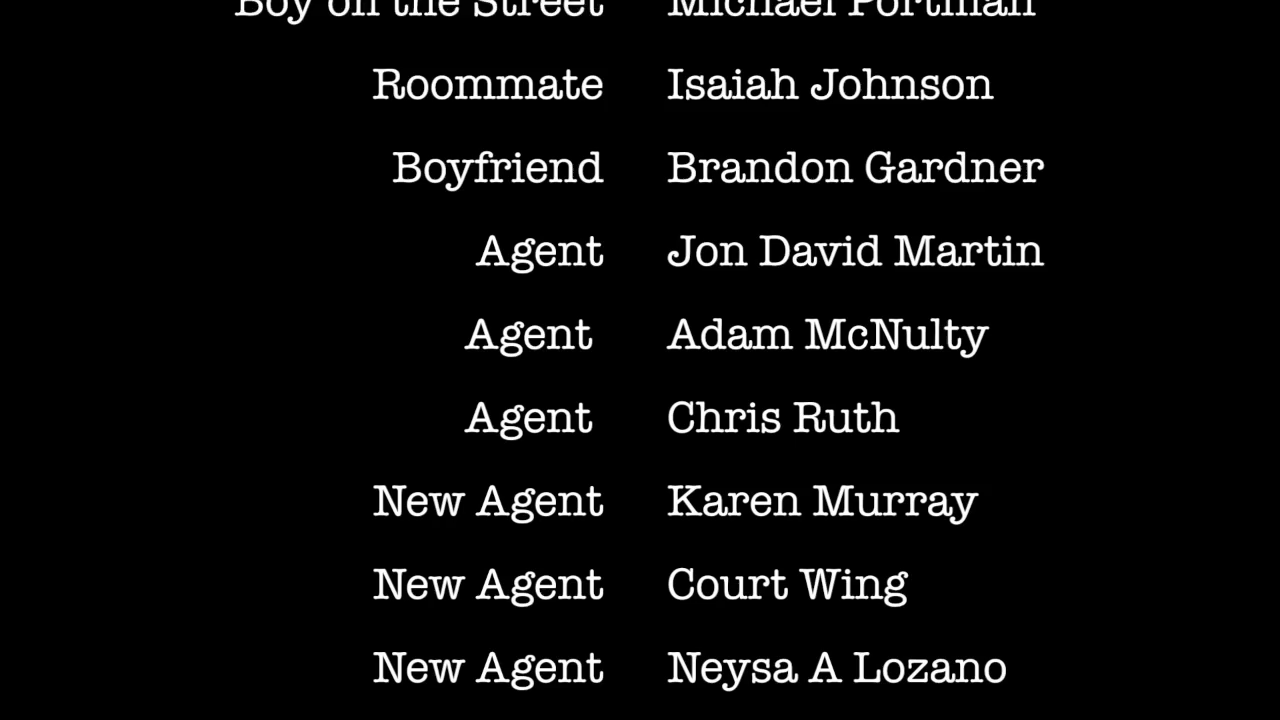 Boy on the Street Michael Portman
Roommate Isaiah Johnson
Boyfriend Brandon Gardner
Agent Jon David Martin
Agent Adam McNulty
Agent Chris Ruth
New Agent Karen Murray
New Agent Court Wing
New Agent Neysa A Lozano